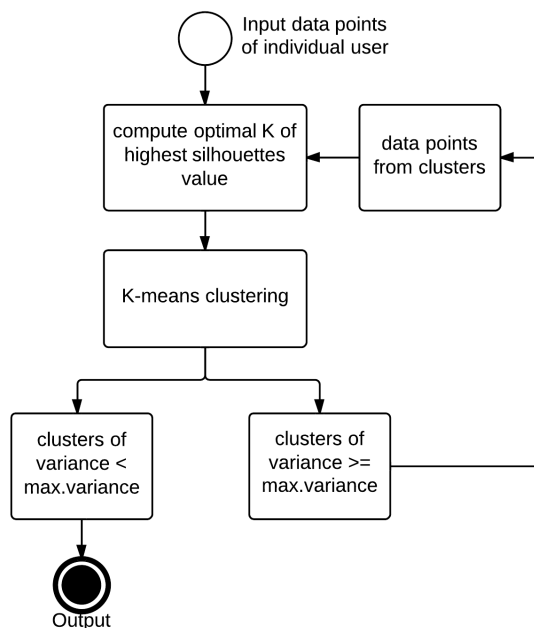 Input data points
of individual user
compute optimal K of
highest silhouettes
value
data points
from clusters
K-means clustering
clusters of
variance <
max.variance
clusters of
variance >=
max.variance
Output